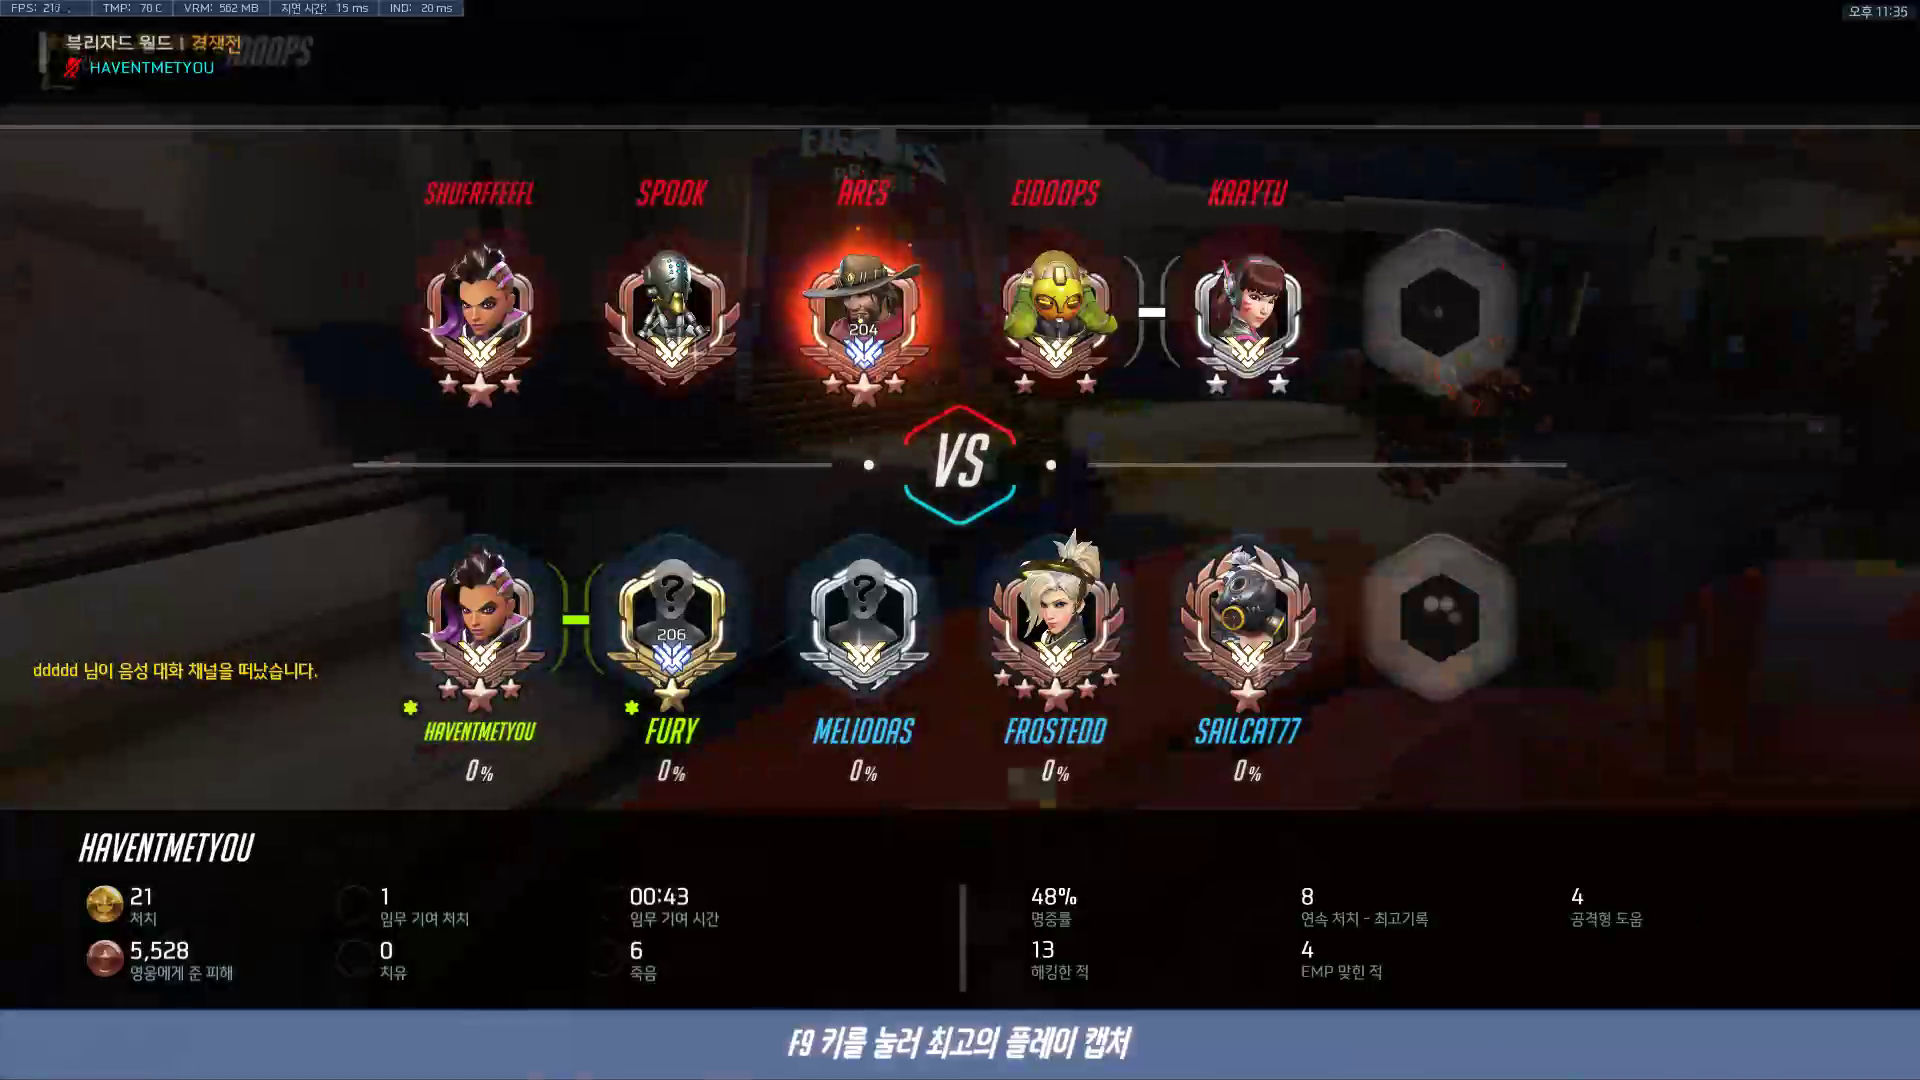 TMP: 70 C VRM: 562 MB 지연 시간: 15 ms IND: 20 ms
오후 11:35
블리자드 월드 | 경쟁전
HAVENTMETYOU
SPOOK ARES EIDOOPS KAAYTU
204
VS
206
dddd 님이 음성 대화 채널을 떠났습니다.
HAVENTMETYOU FURY MELIODAS FROSTEDD SAILCAT77
0% 0% 0% 0% 0%
HAVENTMETYOU
21 1 00:43 48% 8 4
처치 임무 기여 처치 임무 기여 시간 명중률 연속 처치 - 최고기록 공격형 도움
5,528 0 6 13 4
영웅에게 준 피해 치유 죽음 해킹한 적 EMP 맞힌 적
F9 키를 눌러 최고의 플레이 캡처